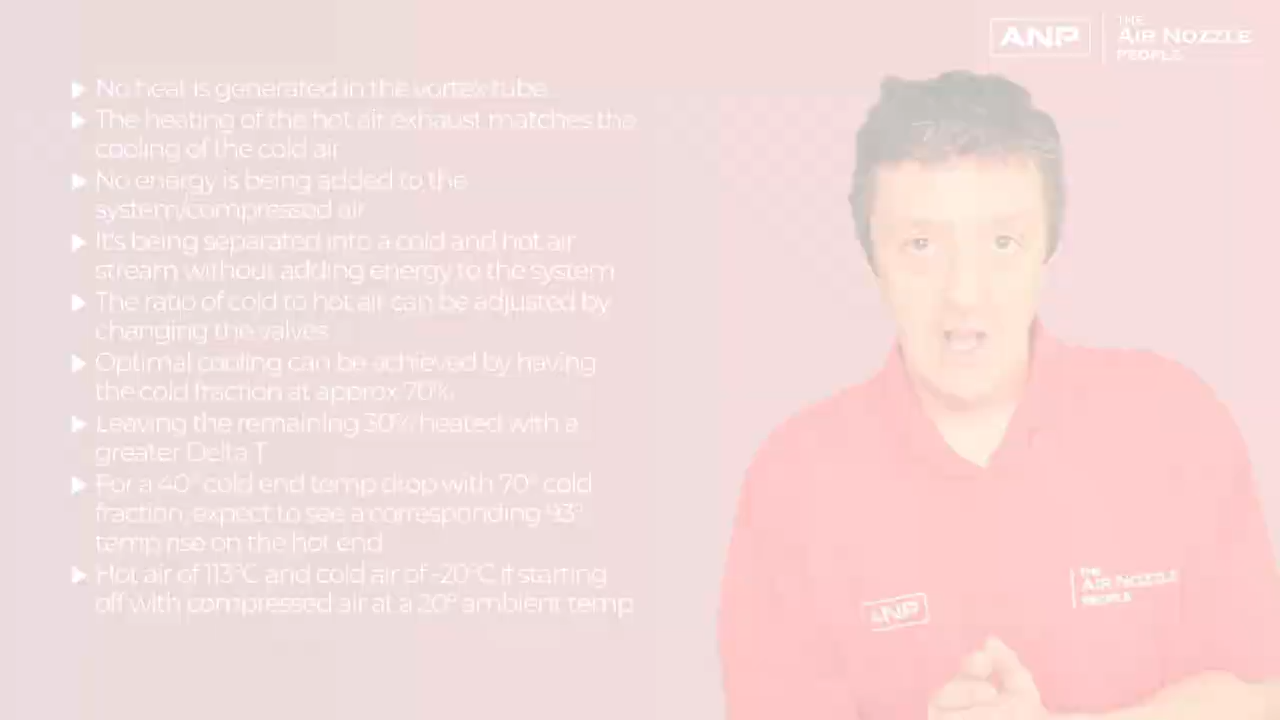 ANP
THE
AIR NOZZLE
PEOPLE
▶ No heat is generated in the vortex tube
▶ The heating of the hot air exhaust matches the
cooling of the cold air
▶ No energy is being added to the
system/compressed air
▶ It's being separated into a cold and hot air
stream without adding energy to the system
▶ The ratio of cold to hot air can be adjusted by
changing the valves
▶ Optimal cooling can be achieved by having
the cold fraction at approx 70%
▶ Leaving the remaining 30% heated with a
greater Delta T
▶ For a 40° cold end temp drop with 70° cold
fraction, expect to see a corresponding
temp rise on the hot end
▶ Hot air of 113°C and cold air of -20°C if starting
off with compressed air at a 20° ambient temp
THE
AIR NOZZLE
PEOPLE
ANP